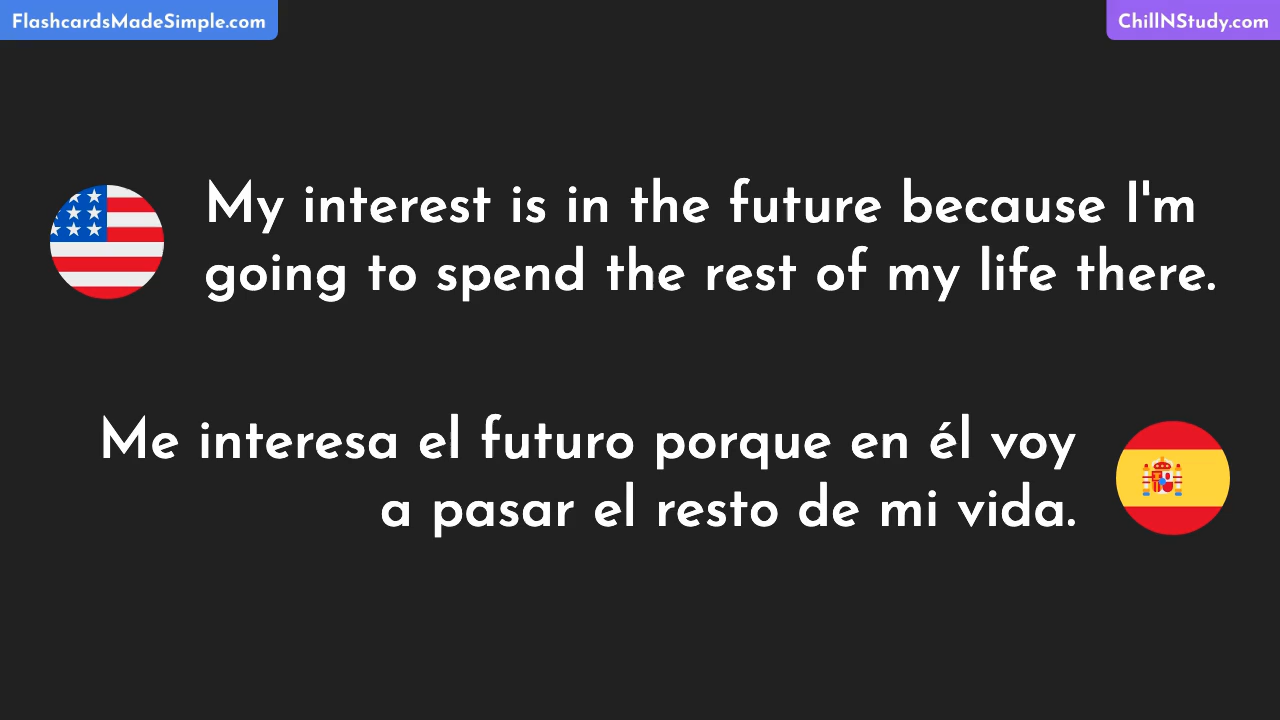 FlashcardsMadeSimple.com
ChillNStudy.com
My interest is in the future because I'm
going to spend the rest of my life there.
Me interesa el futuro porque en él voy
a pasar el resto de mi vida.